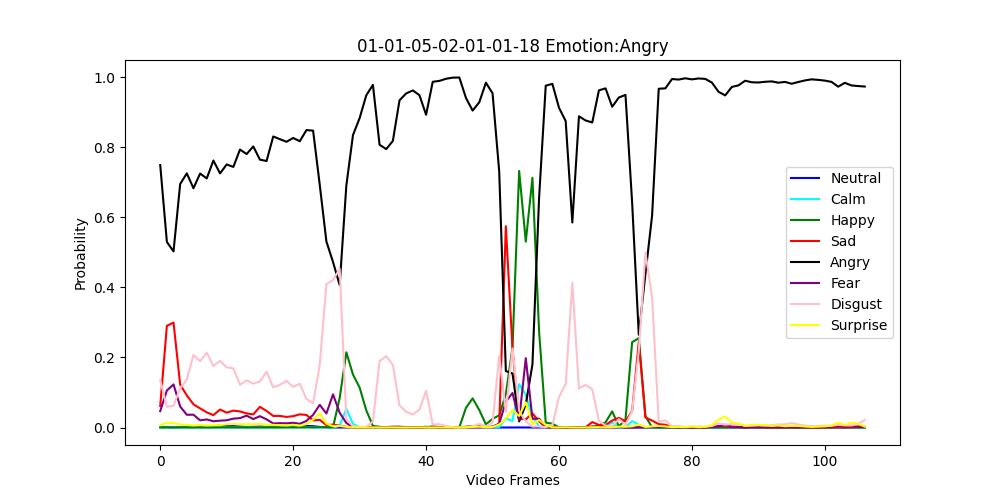 01-01-05-02-01-01-18 Emotion:Angry
Probability
1.0
0.8
0.6
0.4
0.2
0.0
0 20 40 60 80 100
Video Frames
Neutral
Calm
Happy
Sad
Angry
Fear
Disgust
Surprise